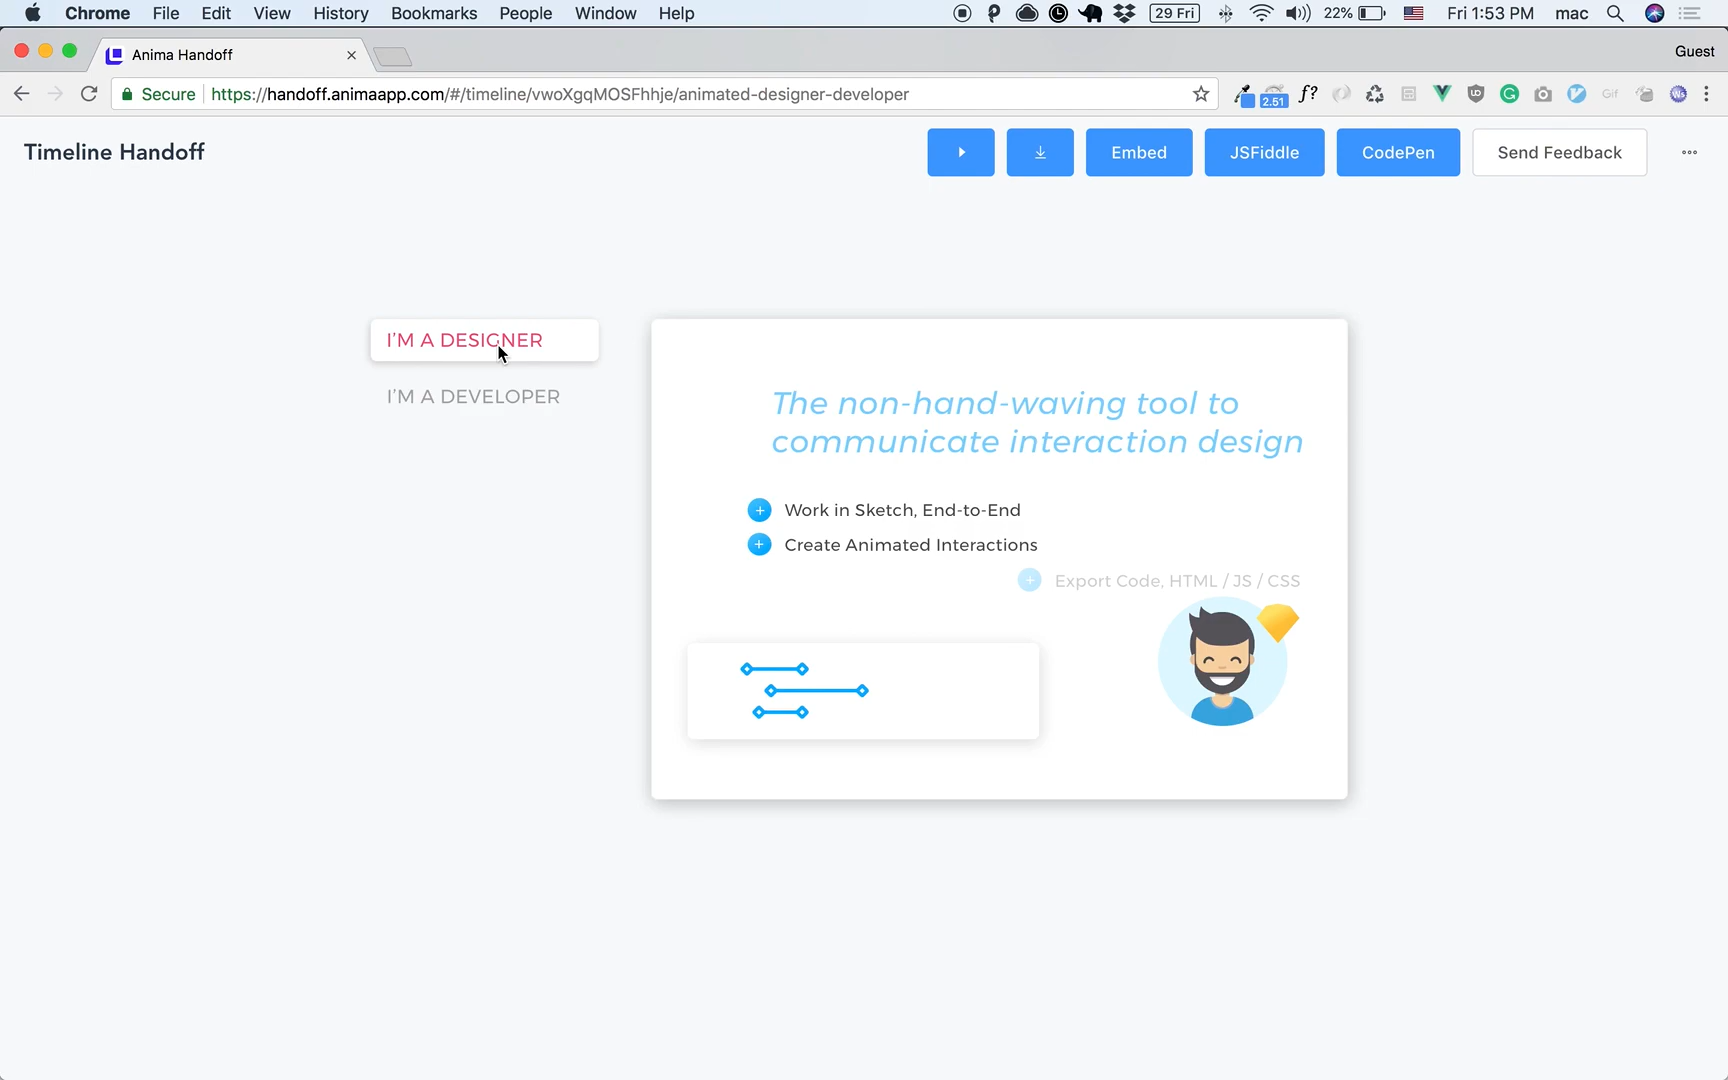 Chrome File Edit View History Bookmarks People Window Help 29 Fri 22% Fri 1:53 PM mac
Anima Handoff Guest
Secure https://handoff.animaapp.com/#/timeline/vwoXgqMOSFhhje/animated-designer-developer 2.51 f? Gif
Timeline Handoff Embed JSFiddle CodePen Send Feedback
I'M A DESIGNER
I'M A DEVELOPER
The non-hand-waving tool to
communicate interaction design
Work in Sketch, End-to-End
Create Animated Interactions
Export Code, HTML / JS / CSS